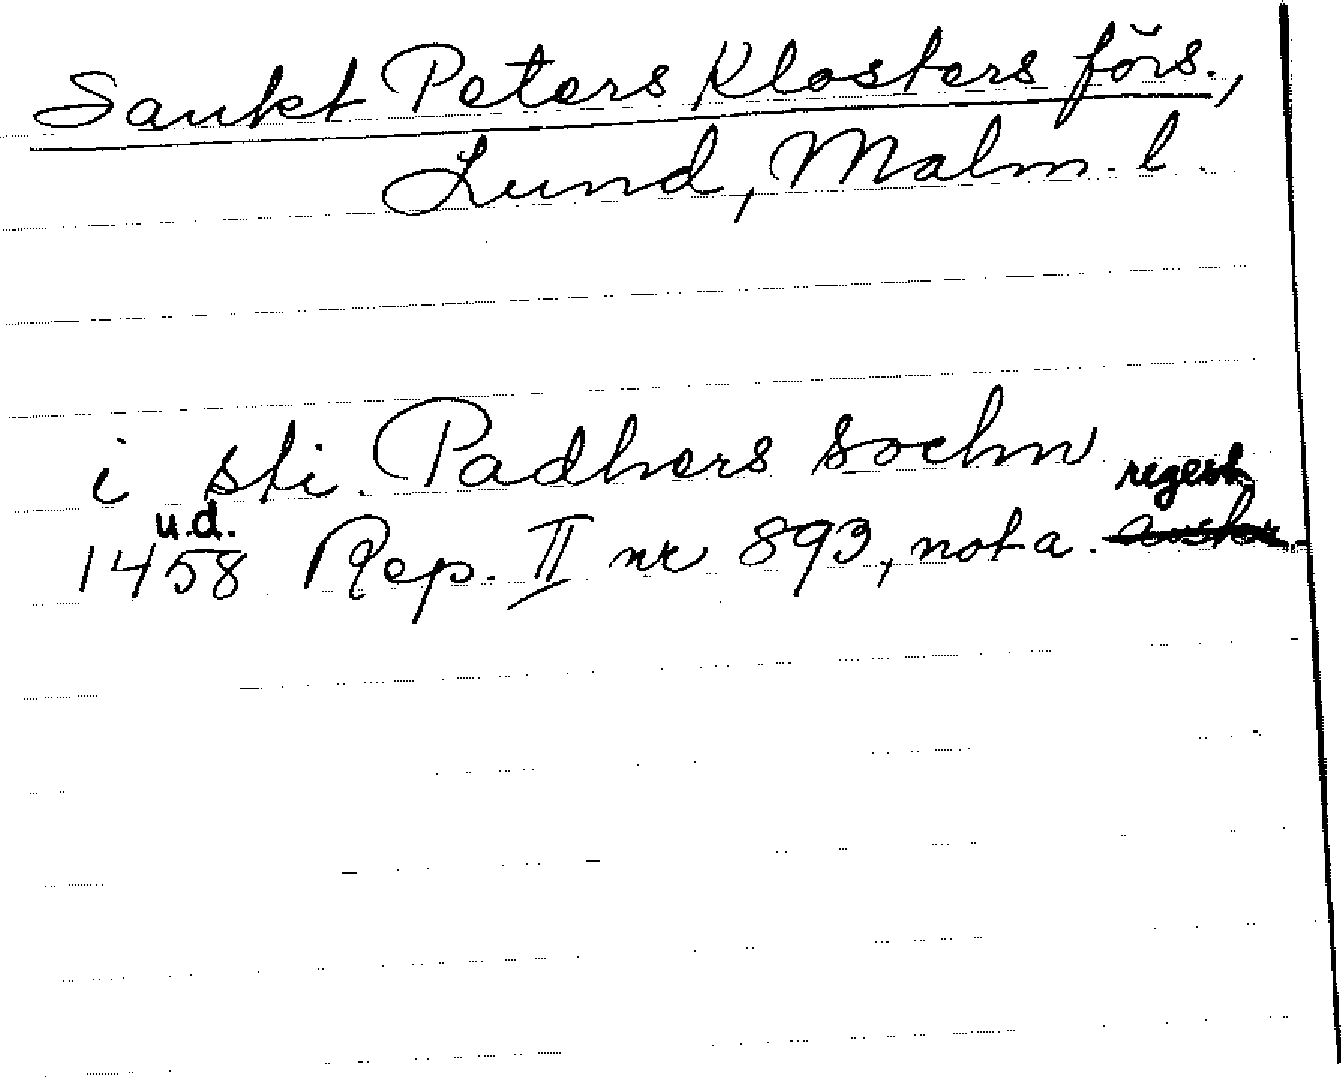 Sankt Peters Klosters förs.,
Lund, Malm. l.
i sti. Padhers sochn
1458 u.d. Rep. II nr 893, nota. regest